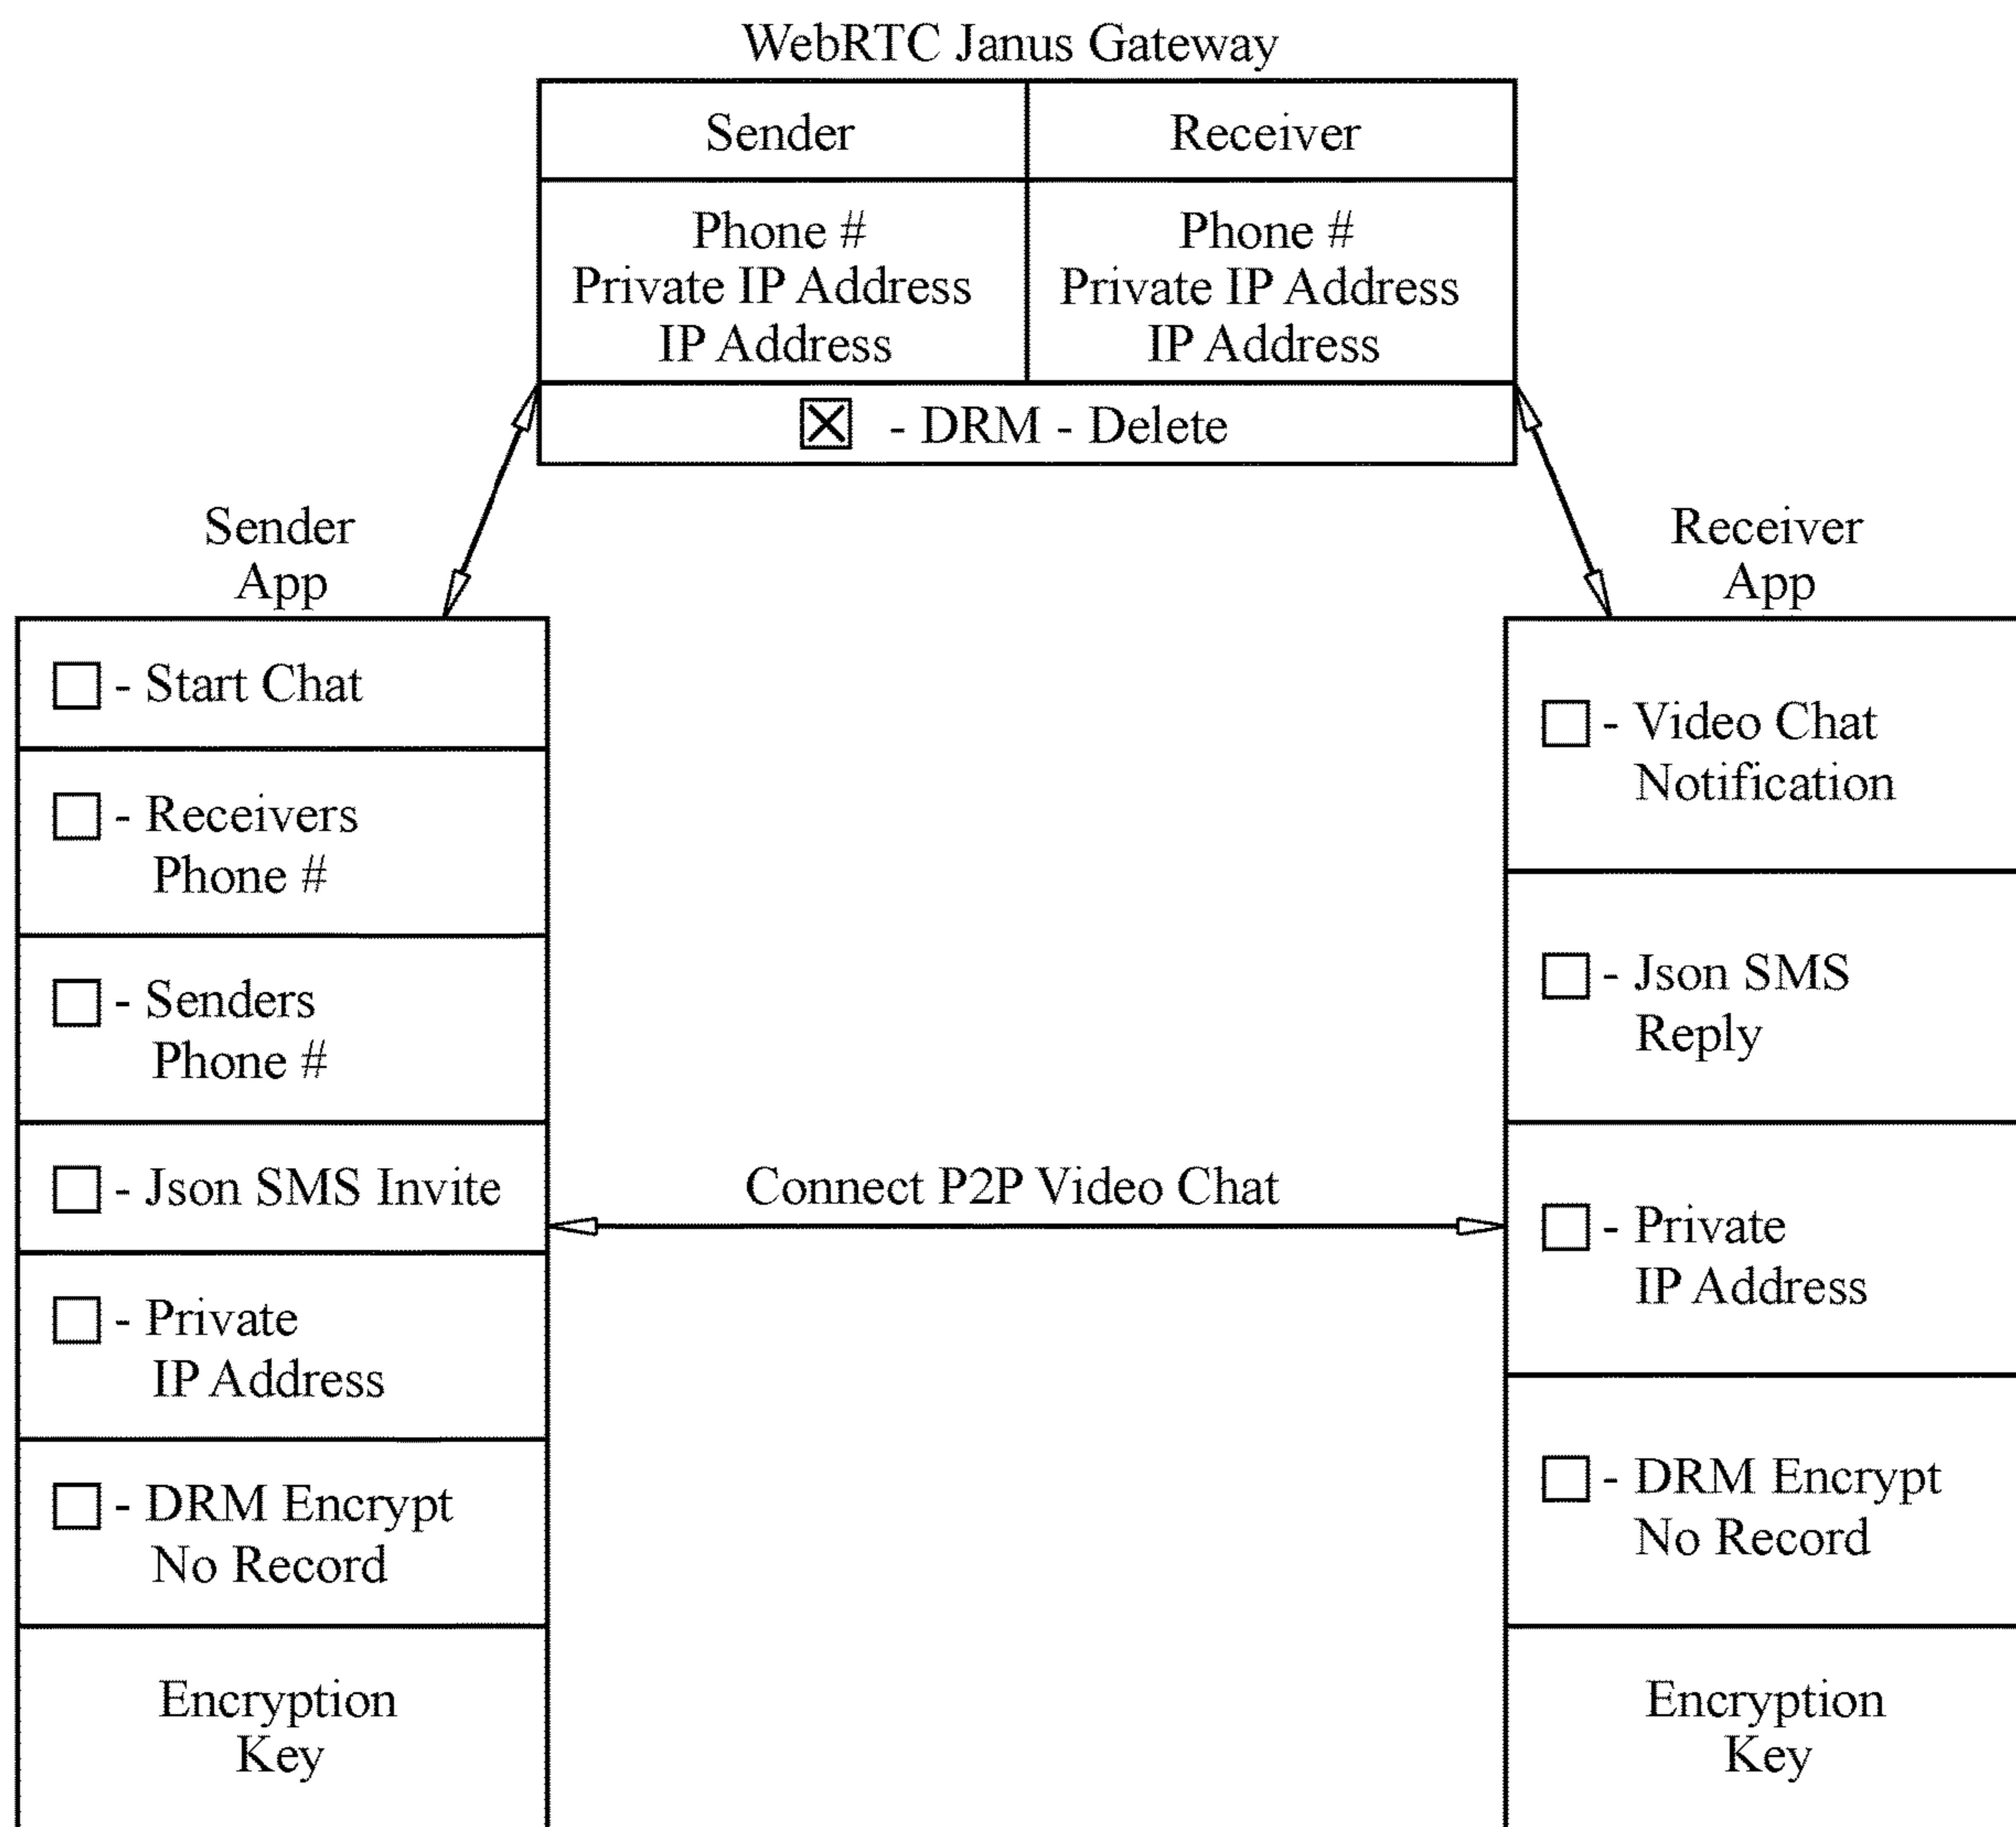 WebRTC Janus Gateway
Sender
Receiver
Phone #
Private IP Address
IP Address
Phone #
Private IP Address
IP Address
- DRM - Delete
Sender
App
- Start Chat
- Receivers
Phone #
- Senders
Phone #
- Json SMS Invite
- Private
IP Address
- DRM Encrypt
No Record
Encryption
Key
Connect P2P Video Chat
Receiver
App
- Video Chat
Notification
- Json SMS
Reply
- Private
IP Address
- DRM Encrypt
No Record
Encryption
Key